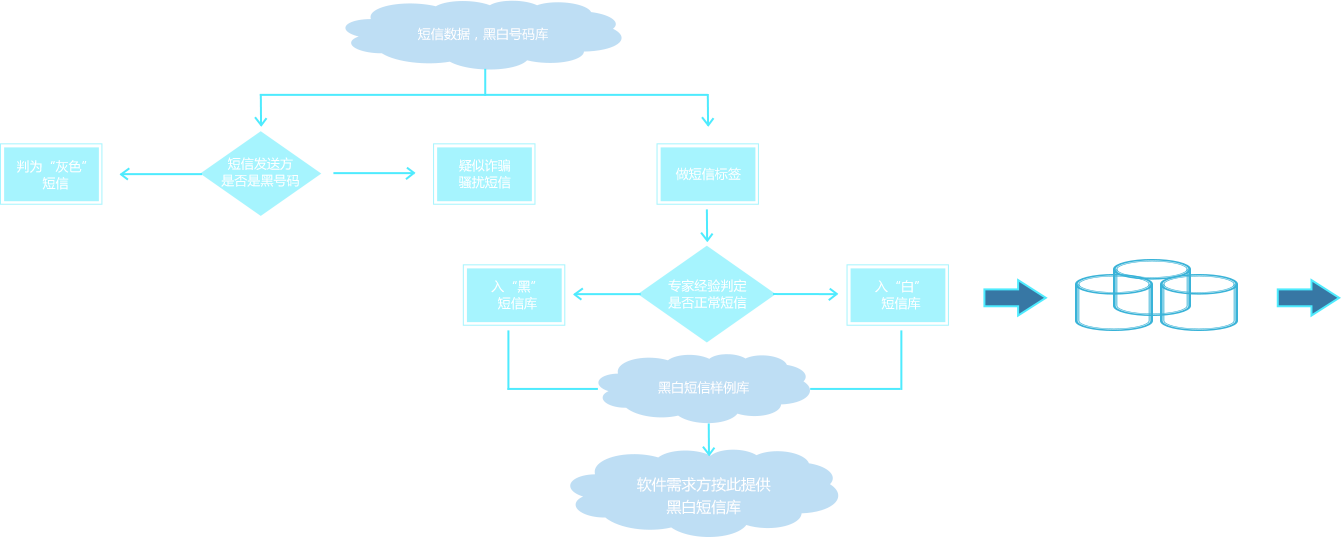 短信数据，黑白号码库
判为“灰色”
短信
短信发送方
是否是黑号码
疑似诈骗
骚扰短信
做短信标签
入“黑”
短信库
专家经验判定
是否正常短信
入“白”
短信库
黑白短信样例库
软件需求方按此提供
黑白短信库